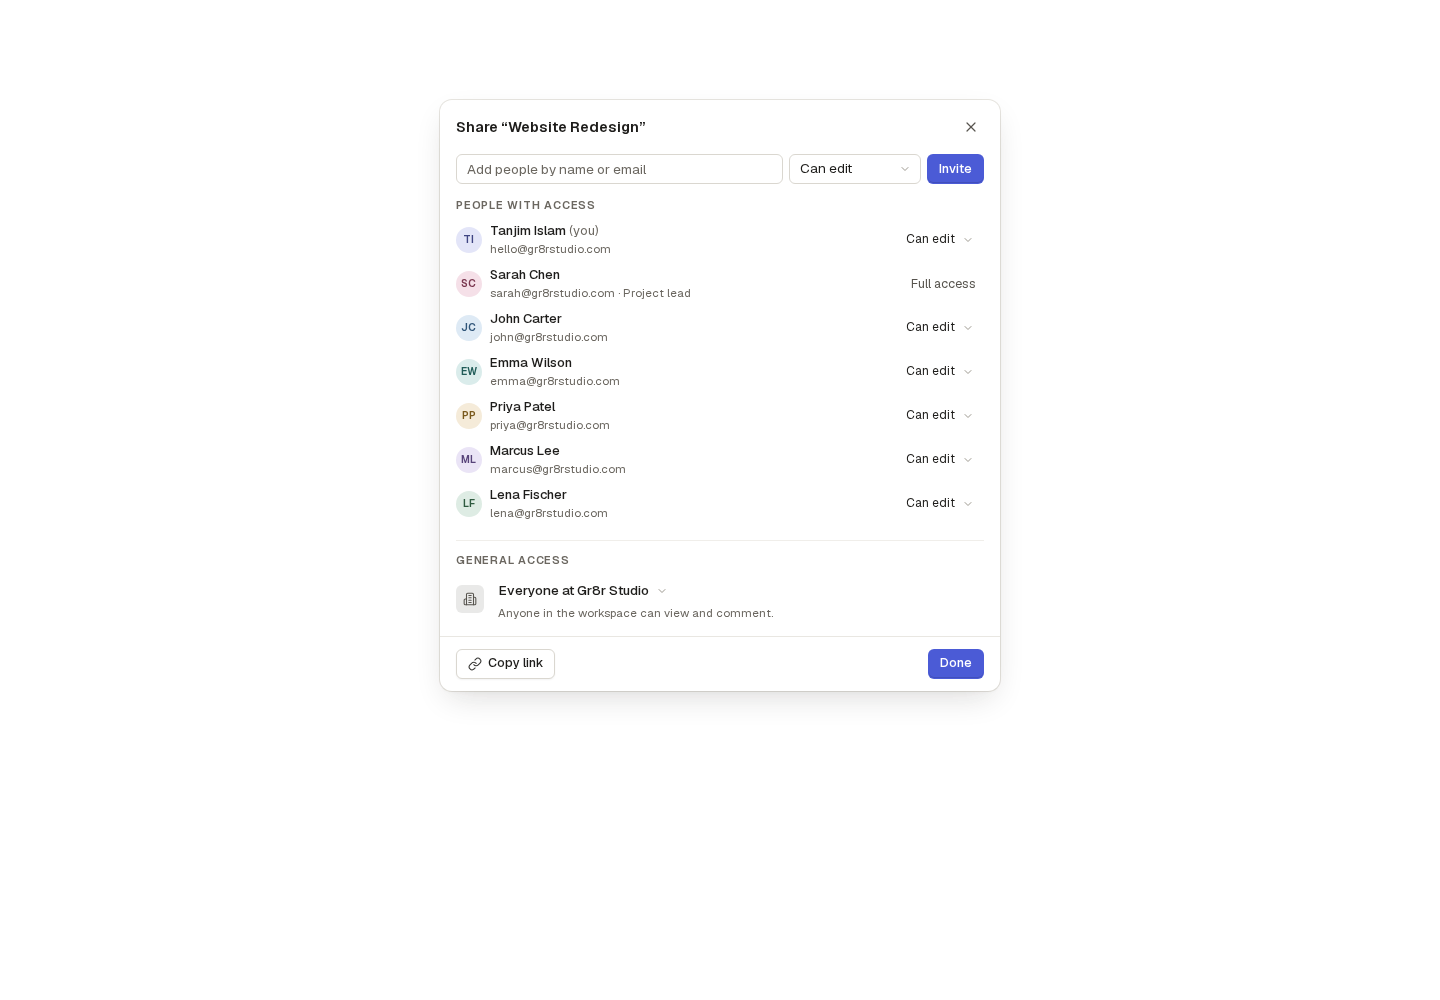 Share “Website Redesign”
Add people by name or email
Can edit
Invite
PEOPLE WITH ACCESS
TI
Tanjim Islam (you)
hello@gr8rstudio.com
Can edit
SC
Sarah Chen
sarah@gr8rstudio.com · Project lead
Full access
JC
John Carter
john@gr8rstudio.com
Can edit
EW
Emma Wilson
emma@gr8rstudio.com
Can edit
PP
Priya Patel
priya@gr8rstudio.com
Can edit
ML
Marcus Lee
marcus@gr8rstudio.com
Can edit
LF
Lena Fischer
lena@gr8rstudio.com
Can edit
GENERAL ACCESS
Everyone at Gr8r Studio
Anyone in the workspace can view and comment.
Copy link
Done